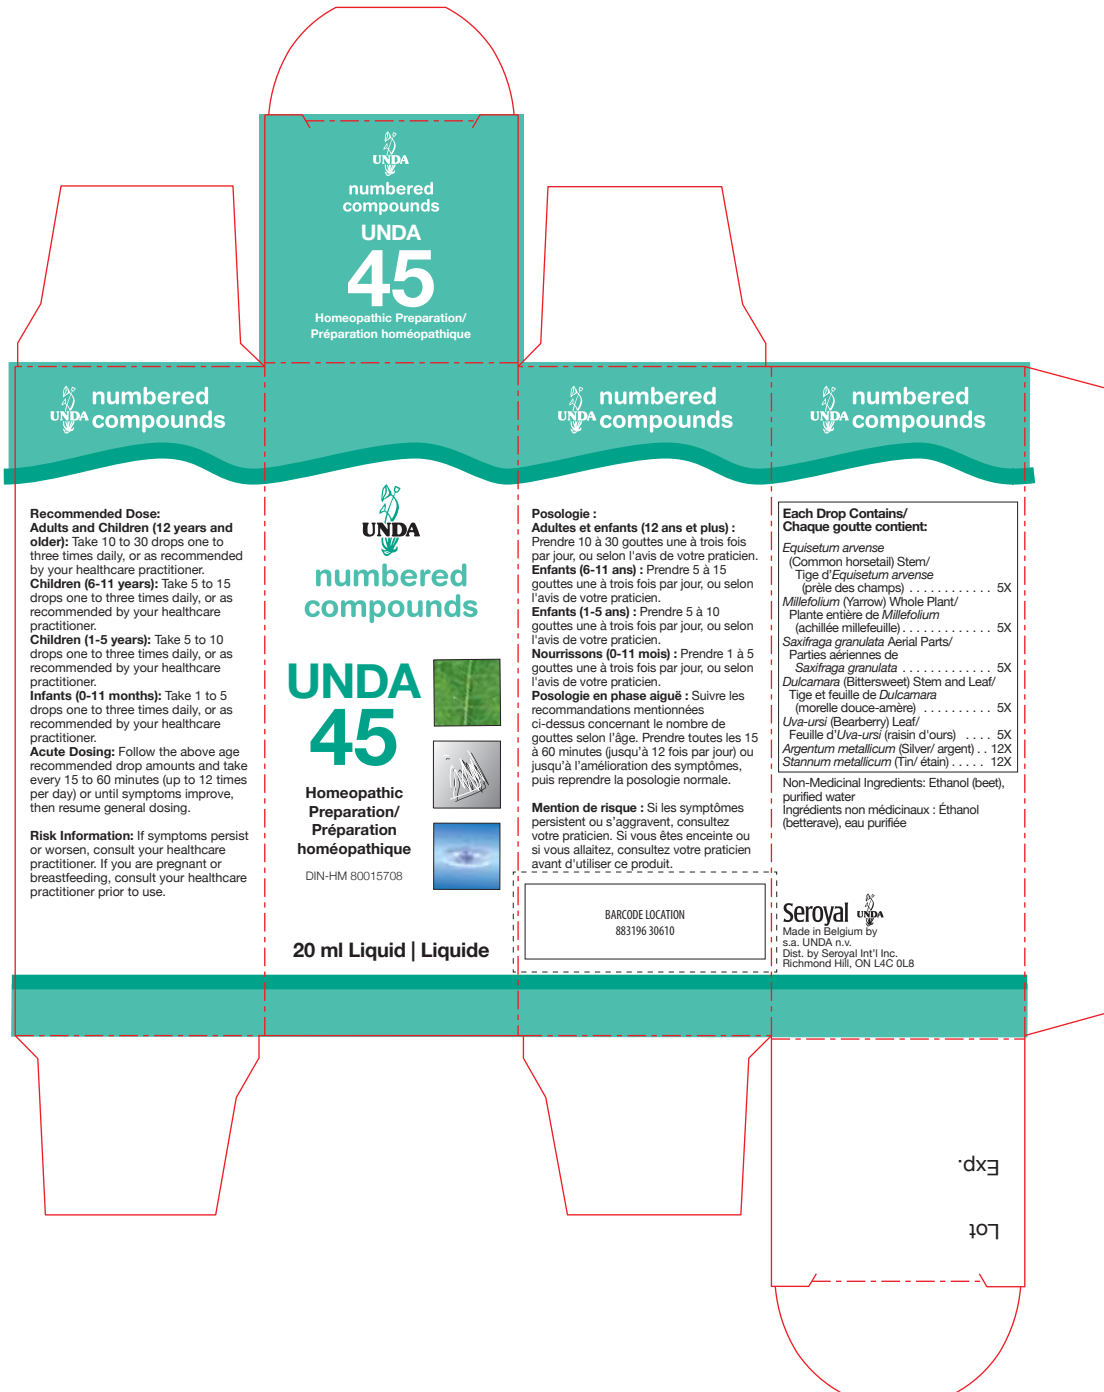 UNDA
numbered
compounds
UNDA
45
Homeopathic Preparation/
Préparation homéopathique
UNDA
numbered
compounds
Recommended Dose:
Adults and Children (12 years and
older): Take 10 to 30 drops one to
three times daily, or as recommended
by your healthcare practitioner.
Children (6-11 years): Take 5 to 15
drops one to three times daily, or as
recommended by your healthcare
practitioner.
Children (1-5 years): Take 5 to 10
drops one to three times daily, or as
recommended by your healthcare
practitioner.
Infants (0-11 months): Take 1 to 5
drops one to three times daily, or as
recommended by your healthcare
practitioner.
Acute Dosing: Follow the above age
recommended drop amounts and take
every 15 to 60 minutes (up to 12 times
per day) or until symptoms improve,
then resume general dosing.
Risk Information: If symptoms persist
or worsen, consult your healthcare
practitioner. If you are pregnant or
breastfeeding, consult your healthcare
practitioner prior to use.
UNDA
numbered
compounds
UNDA
45
Homeopathic
Preparation/
Préparation
homéopathique
DIN-HM 80015708
20 ml Liquid | Liquide
UNDA
numbered
compounds
Posologie :
Adultes et enfants (12 ans et plus) :
Prendre 10 à 30 gouttes une à trois fois
par jour, ou selon l'avis de votre praticien.
Enfants (6-11 ans) : Prendre 5 à 15
gouttes une à trois fois par jour, ou selon
l'avis de votre praticien.
Enfants (1-5 ans) : Prendre 5 à 10
gouttes une à trois fois par jour, ou selon
l'avis de votre praticien.
Nourrissons (0-11 mois) : Prendre 1 à 5
gouttes une à trois fois par jour, ou selon
l'avis de votre praticien.
Posologie en phase aiguë : Suivre les
recommandations mentionnées
ci-dessus concernant le nombre de
gouttes selon l'âge. Prendre toutes les 15
à 60 minutes (jusqu'à 12 fois par jour) ou
jusqu'à l'amélioration des symptômes,
puis reprendre la posologie normale.
Mention de risque : Si les symptômes
persistent ou s'aggravent, consultez
votre praticien. Si vous êtes enceinte ou
si vous allaitez, consultez votre praticien
avant d'utiliser ce produit.
BARCODE LOCATION
883196 30610
UNDA
numbered
compounds
Each Drop Contains/
Chaque goutte contient:
Equisetum arvense
(Common horsetail) Stem/
Tige d'Equisetum arvense
(prèle des champs) . . . . . . . . . . . . 5X
Millefolium (Yarrow) Whole Plant/
Plante entière de Millefolium
(achillée millefeuille) . . . . . . . . . . . . . 5X
Saxifraga granulata Aerial Parts/
Parties aériennes de
Saxifraga granulata . . . . . . . . . . . . . 5X
Dulcamara (Bittersweet) Stem and Leaf/
Tige et feuille de Dulcamara
(morelle douce-amère) . . . . . . . . . . 5X
Uva-ursi (Bearberry) Leaf/
Feuille d'Uva-ursi (raisin d'ours) . . . . 5X
Argentum metallicum (Silver/ argent) . . 12X
Stannum metallicum (Tin/ étain) . . . . . 12X
Non-Medicinal Ingredients: Ethanol (beet),
purified water
Ingrédients non médicinaux : Éthanol
(betterave), eau purifiée
Seroyal UNDA
Made in Belgium by
s.a. UNDA n.v.
Dist. by Seroyal Int'l Inc.
Richmond Hill, ON L4C 0L8
Exp.
Lot